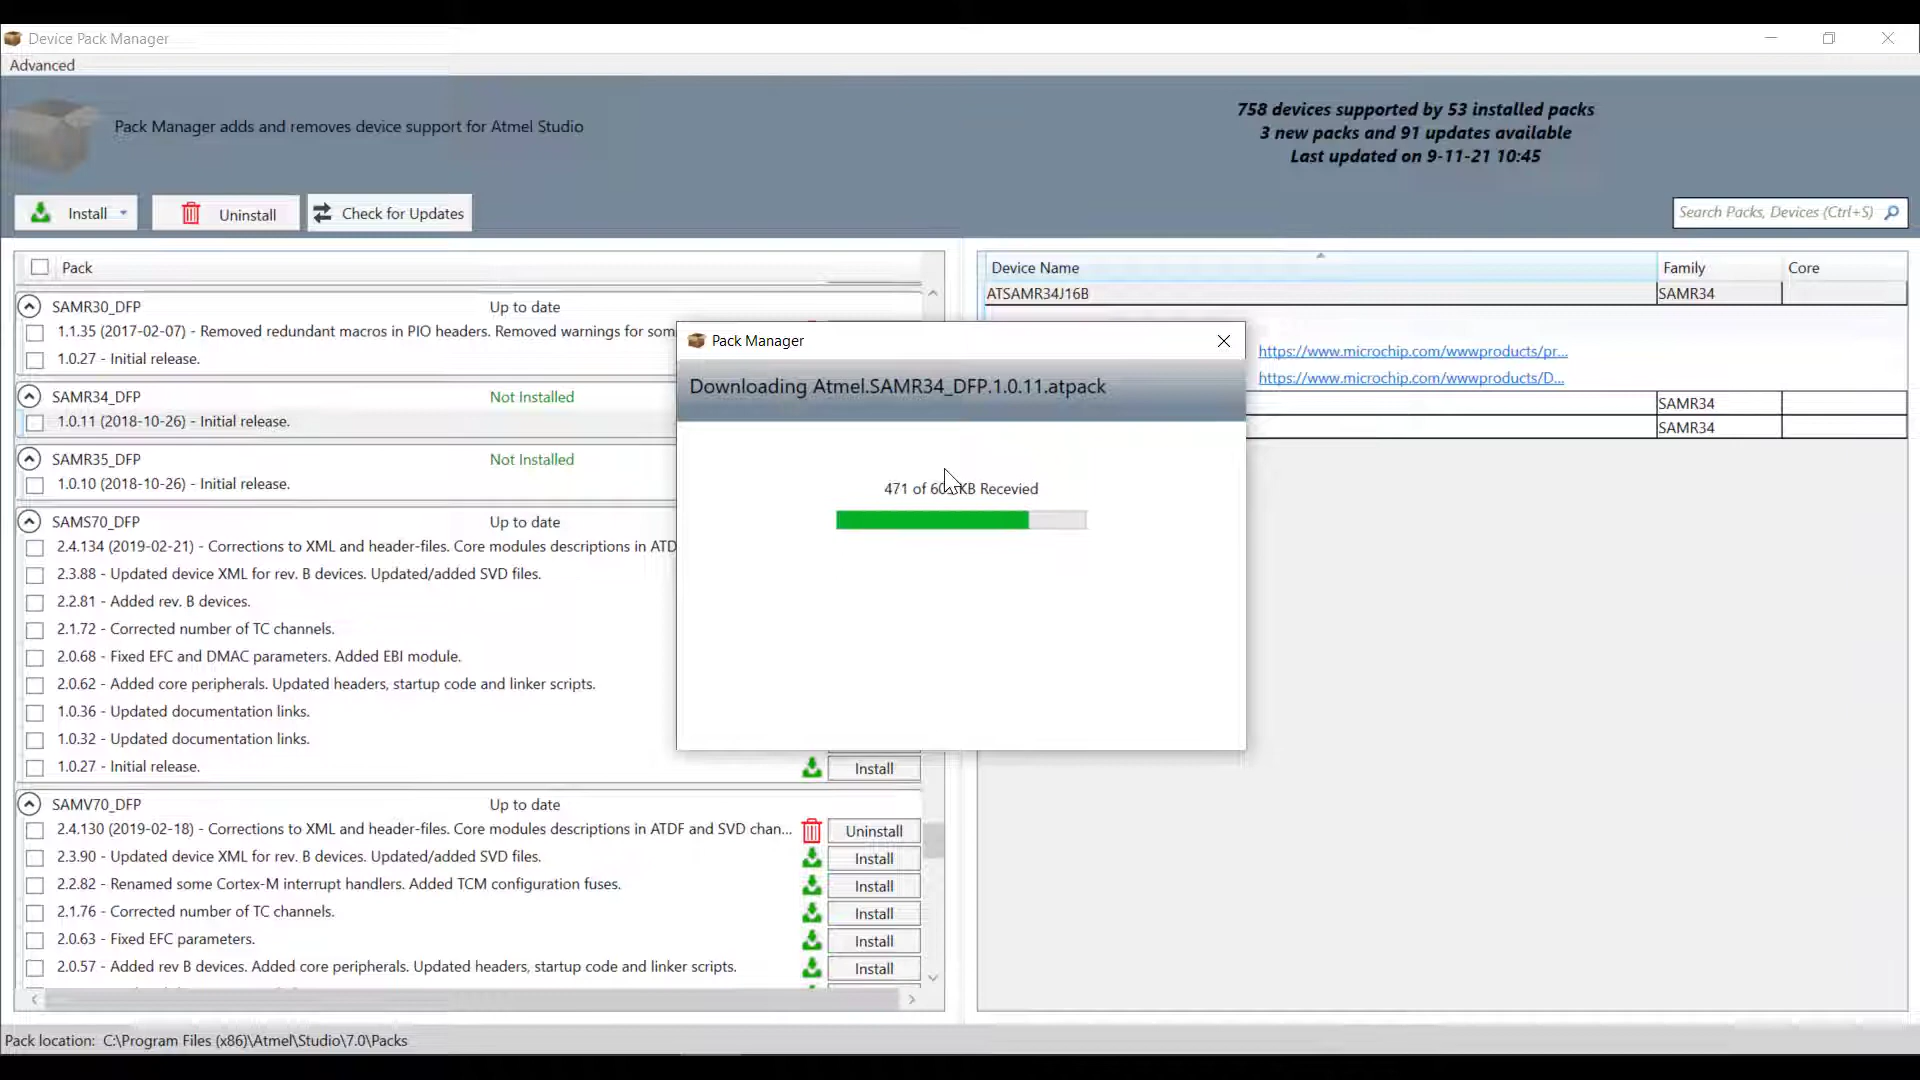 Device Pack Manager
Advanced
Pack Manager adds and removes device support for Atmel Studio
758 devices supported by 53 installed packs
3 new packs and 91 updates available
Last updated on 9-11-21 10:45
Install
Uninstall
Check for Updates
Search Packs, Devices (Ctrl+S)
Pack
SAMR30_DFP Up to date
1.1.35 (2017-02-07) - Removed redundant macros in PIO headers. Removed warnings for som
1.0.27 - Initial release.
SAMR34_DFP Not Installed
1.0.11 (2018-10-26) - Initial release.
SAMR35_DFP Not Installed
1.0.10 (2018-10-26) - Initial release.
SAMS70_DFP Up to date
2.4.134 (2019-02-21) - Corrections to XML and header-files. Core modules descriptions in ATD
2.3.88 - Updated device XML for rev. B devices. Updated/added SVD files.
2.2.81 - Added rev. B devices.
2.1.72 - Corrected number of TC channels.
2.0.68 - Fixed EFC and DMAC parameters. Added EBI module.
2.0.62 - Added core peripherals. Updated headers, startup code and linker scripts.
1.0.36 - Updated documentation links.
1.0.32 - Updated documentation links.
1.0.27 - Initial release. Install
SAMV70_DFP Up to date
2.4.130 (2019-02-18) - Corrections to XML and header-files. Core modules descriptions in ATDF and SVD chan... Uninstall
2.3.90 - Updated device XML for rev. B devices. Updated/added SVD files. Install
2.2.82 - Renamed some Cortex-M interrupt handlers. Added TCM configuration fuses. Install
2.1.76 - Corrected number of TC channels. Install
2.0.63 - Fixed EFC parameters. Install
2.0.57 - Added rev B devices. Added core peripherals. Updated headers, startup code and linker scripts. Install
Pack Manager
Downloading Atmel.SAMR34_DFP.1.0.11.atpack
471 of KB Recevied
Device Name Family Core
ATSAMR34J16B SAMR34
https://www.microchip.com/wwwproducts/pr...
https://www.microchip.com/wwwproducts/D...
SAMR34
SAMR34
Pack location: C:\Program Files (x86)\Atmel\Studio\7.0\Packs